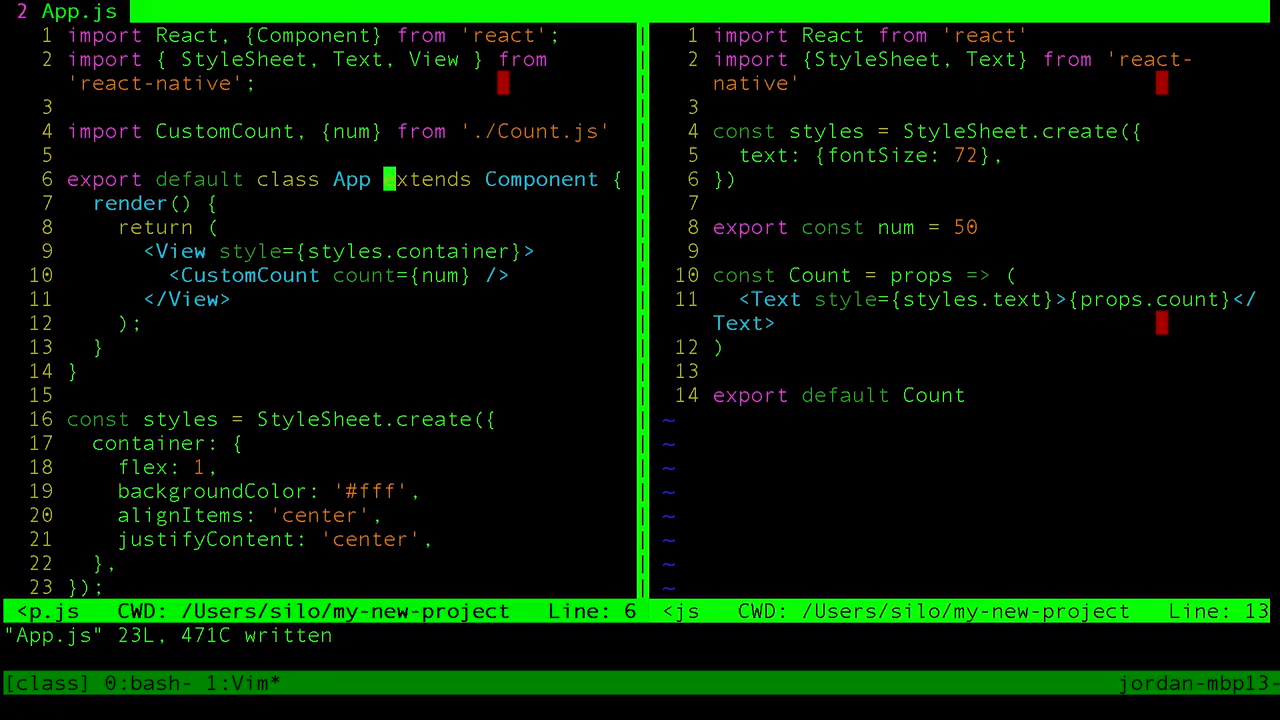 2 App.js
1 import React, {Component} from 'react';
2 import { StyleSheet, Text, View } from
'react-native';
3
4 import CustomCount, {num} from './Count.js'
5
6 export default class App extends Component {
7   render() {
8     return (
9       <View style={styles.container}>
10         <CustomCount count={num} />
11       </View>
12     );
13   }
14 }
15
16 const styles = StyleSheet.create({
17   container: {
18     flex: 1,
19     backgroundColor: '#fff',
20     alignItems: 'center',
21     justifyContent: 'center',
22   },
23 });
<p.js   CWD: /Users/silo/my-new-project   Line: 6
1 import React from 'react'
2 import {StyleSheet, Text} from 'react-
native'
3
4 const styles = StyleSheet.create({
5   text: {fontSize: 72},
6 })
7
8 export const num = 50
9
10 const Count = props => (
11   <Text style={styles.text}>{props.count}</
Text>
12 )
13
14 export default Count
~
~
~
~
~
~
~
~
<js   CWD: /Users/silo/my-new-project   Line: 13
"App.js" 23L, 471C written
[class] 0:bash- 1:Vim*
jordan-mbp13-